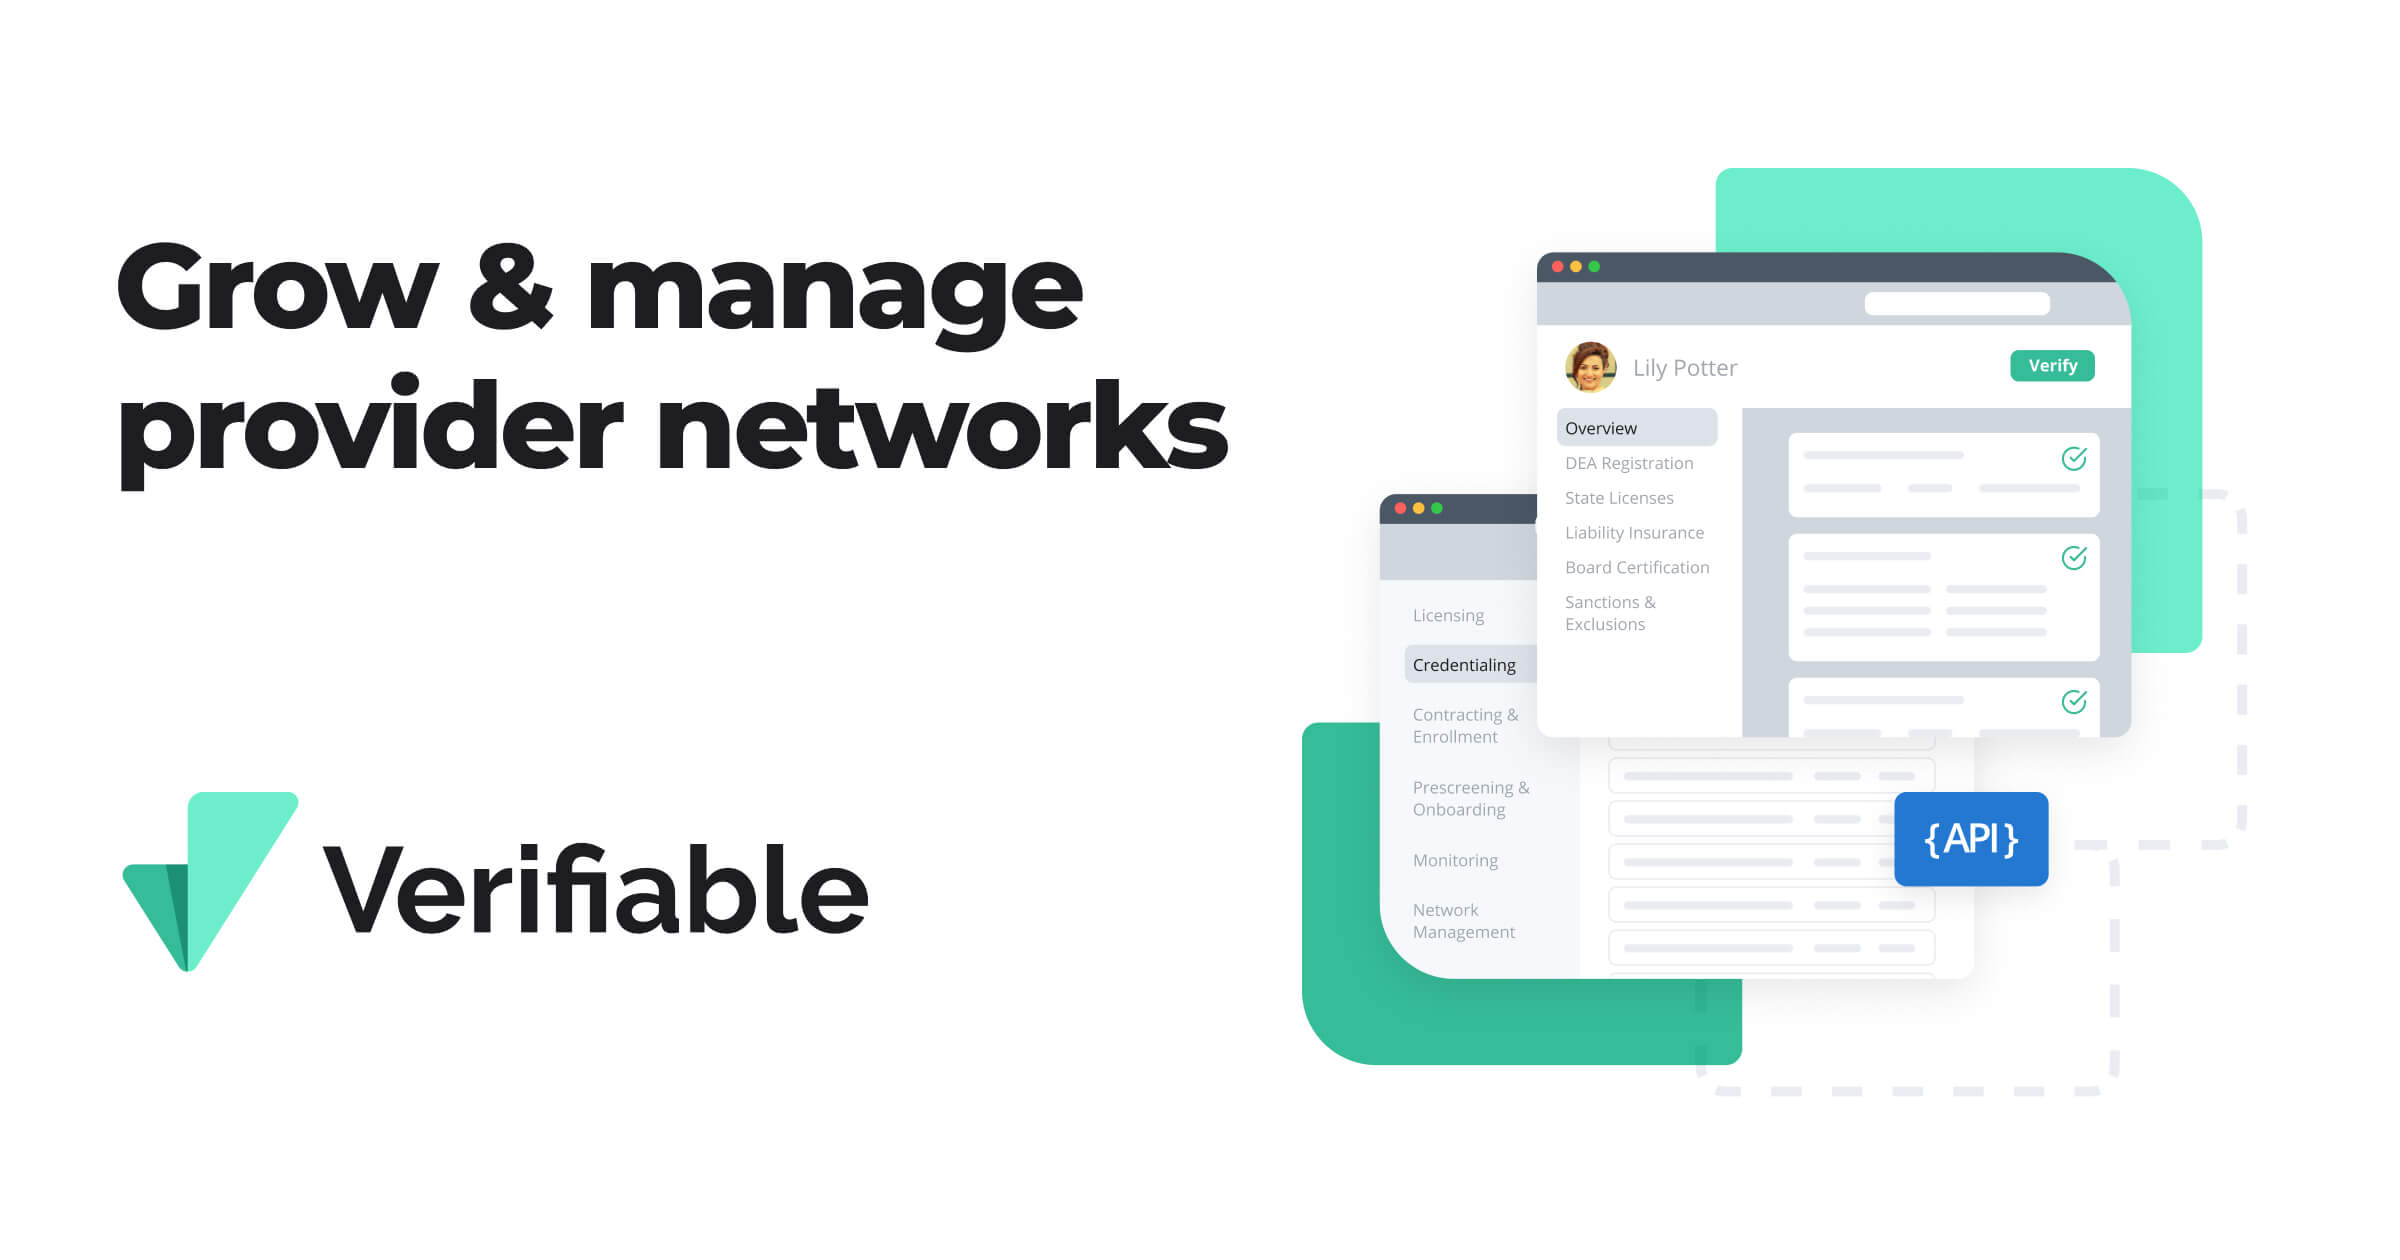 Grow & manage
provider networks
Verifiable
Lily Potter
Verify
Overview
DEA Registration
State Licenses
Liability Insurance
Board Certification
Sanctions &
Exclusions
Licensing
Credentialing
Contracting &
Enrollment
Prescreening &
Onboarding
Monitoring
Network
Management
{API}